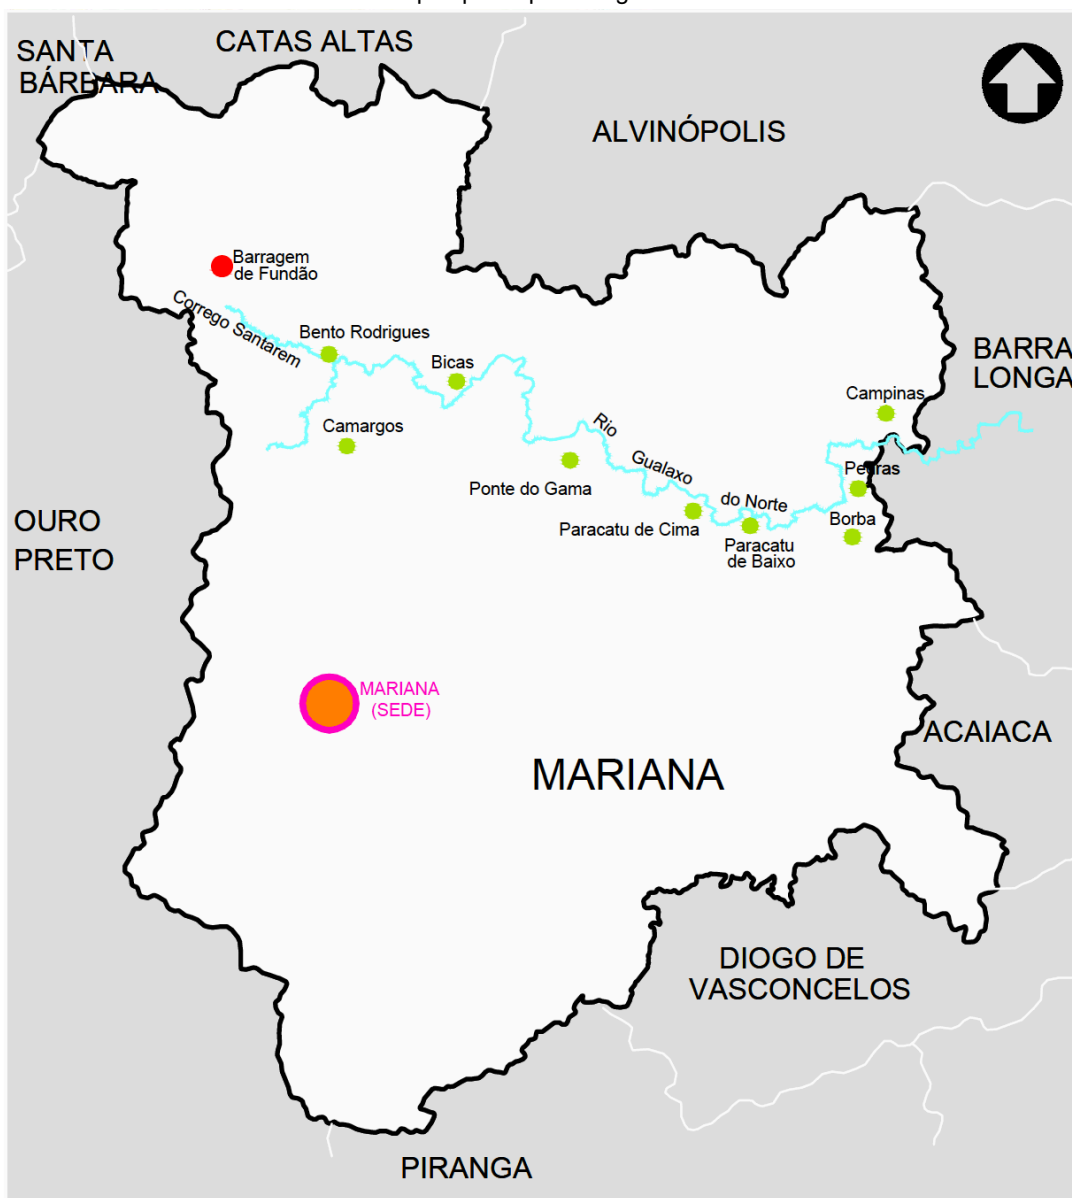 SANTA
BÁRBARA
CATAS ALTAS
ALVINÓPOLIS
Barragem
de Fundão
Corrego Santarem
Bento Rodrigues
Bicas
BARRA
LONGA
Campinas
Camargos
Rio
Gualaxo
do Norte
Ponte do Gama
Pedras
Paracatu de Cima
Borba
Paracatu
de Baixo
OURO
PRETO
MARIANA
(SEDE)
ACAIACA
MARIANA
DIOGO DE
VASCONCELOS
PIRANGA